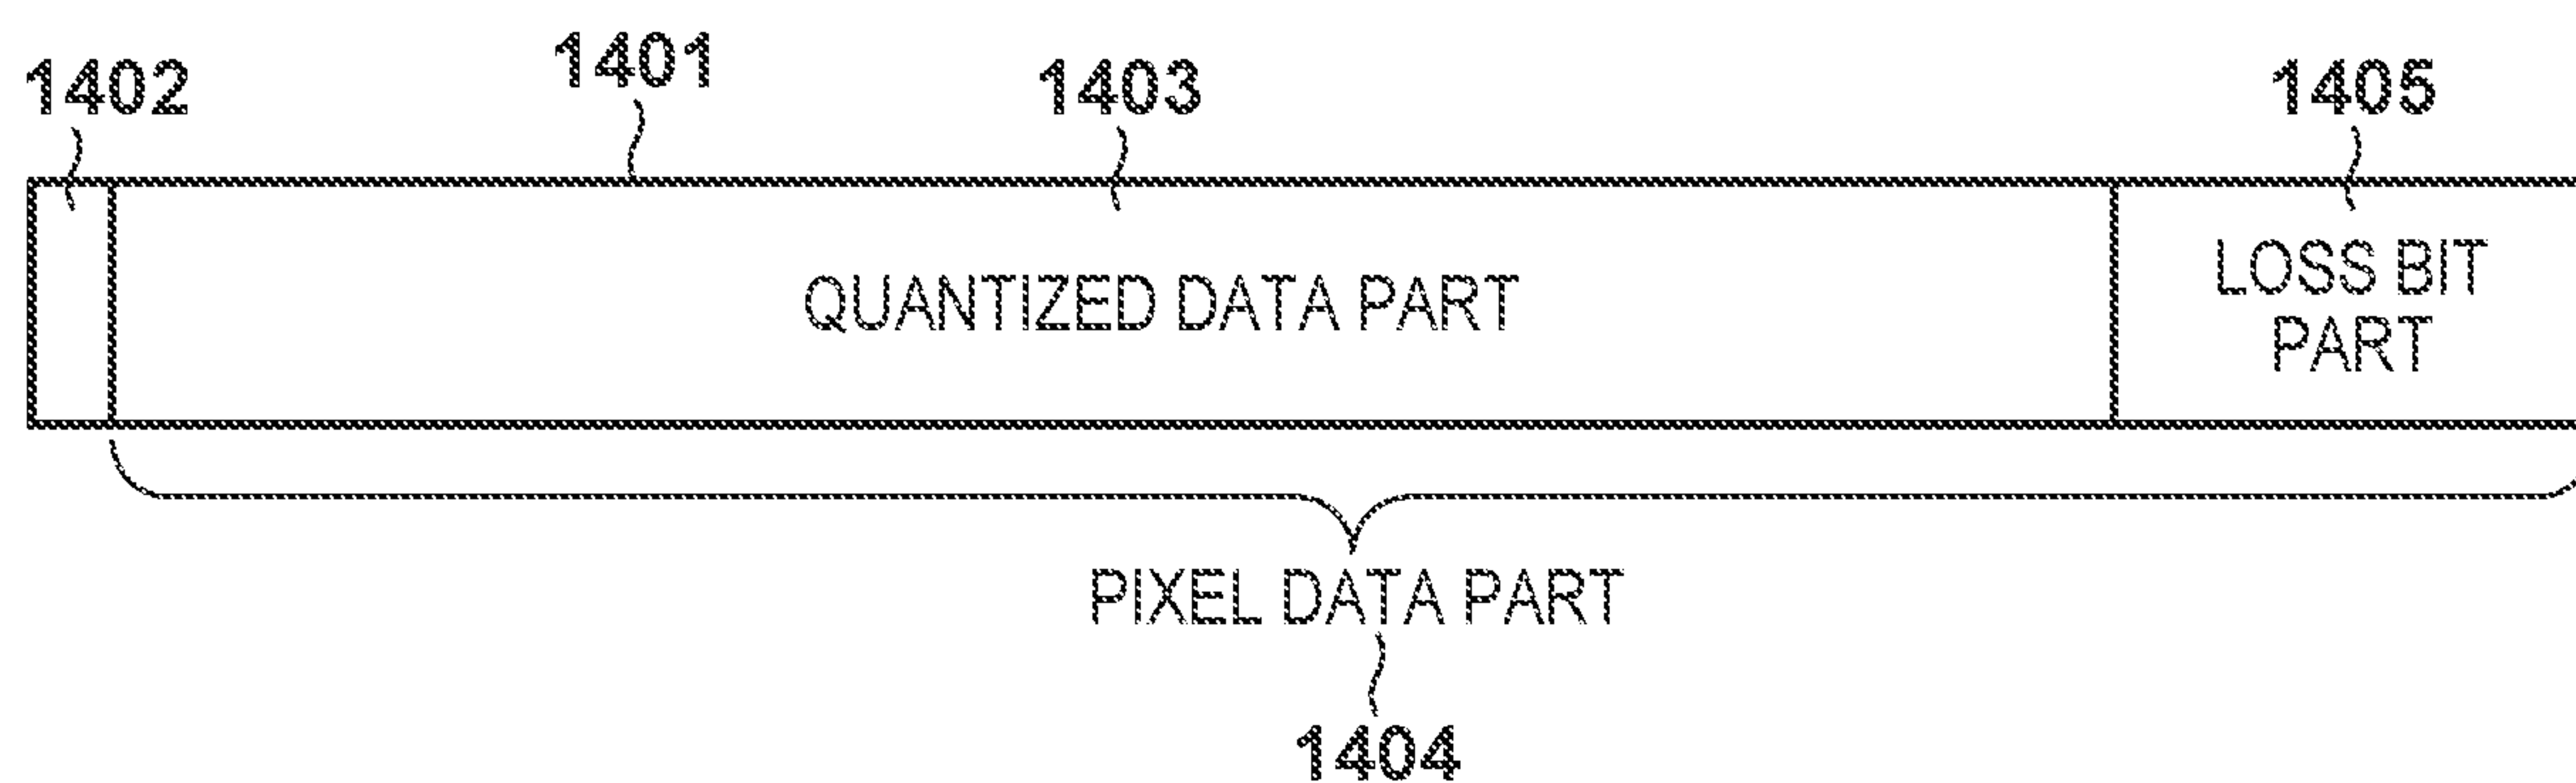 1401
1402
1403
1405
QUANTIZED DATA PART
LOSS BIT
PART
PIXEL DATA PART
1404